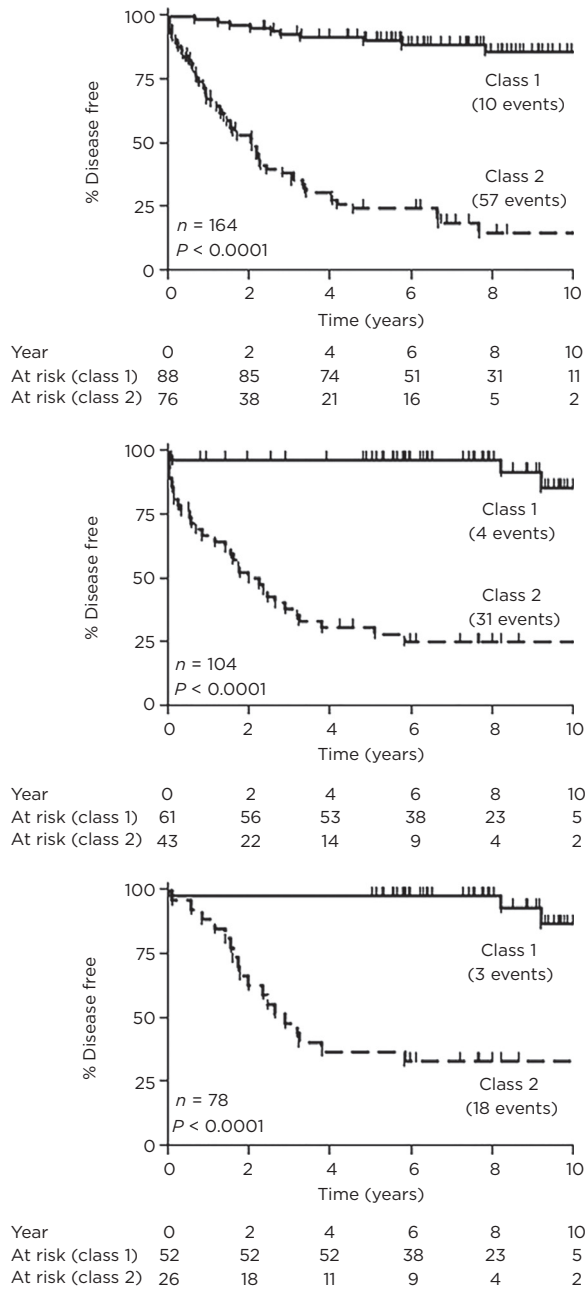 100
75
50
25
0
% Disease free
Class 1
(10 events)
Class 2
(57 events)
n = 164
P < 0.0001
0 2 4 6 8 10
Time (years)
Year 0 2 4 6 8 10
At risk (class 1) 88 85 74 51 31 11
At risk (class 2) 76 38 21 16 5 2
100
75
50
25
0
% Disease free
Class 1
(4 events)
Class 2
(31 events)
n = 104
P < 0.0001
0 2 4 6 8 10
Time (years)
Year 0 2 4 6 8 10
At risk (class 1) 61 56 53 38 23 5
At risk (class 2) 43 22 14 9 4 2
100
75
50
25
0
% Disease free
Class 1
(3 events)
Class 2
(18 events)
n = 78
P < 0.0001
0 2 4 6 8 10
Time (years)
Year 0 2 4 6 8 10
At risk (class 1) 52 52 52 38 23 5
At risk (class 2) 26 18 11 9 4 2